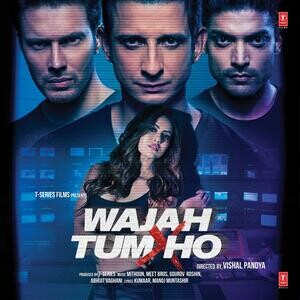 T-SERIES
T-SERIES FILMS PRESENT
WAJAH
TUM HO
DIRECTED BY VISHAL PANDYA
PRODUCED BY T-SERIES MUSIC MITHOON, MEET BROS, GOUROV ROSHIN,
ABHIJIT VAGHANI LYRICS KUMAAR, MANOJ MUNTASHIR